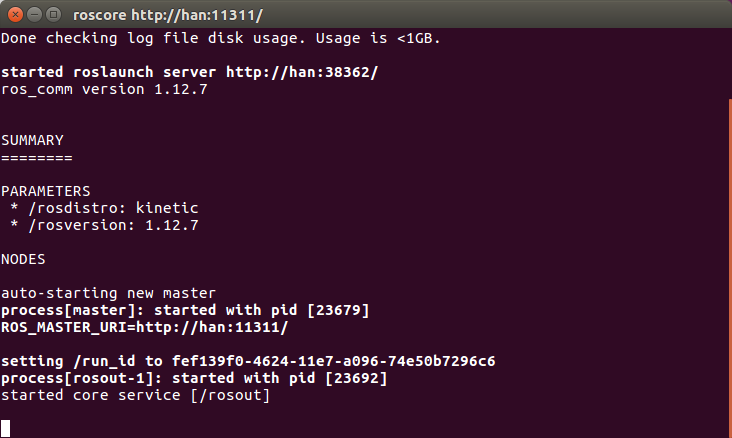 roscore http://han:11311/
Done checking log file disk usage. Usage is <1GB.
started roslaunch server http://han:38362/
ros_comm version 1.12.7
SUMMARY
========
PARAMETERS
 * /rosdistro: kinetic
 * /rosversion: 1.12.7
NODES
auto-starting new master
process[master]: started with pid [23679]
ROS_MASTER_URI=http://han:11311/
setting /run_id to fef139f0-4624-11e7-a096-74e50b7296c6
process[rosout-1]: started with pid [23692]
started core service [/rosout]